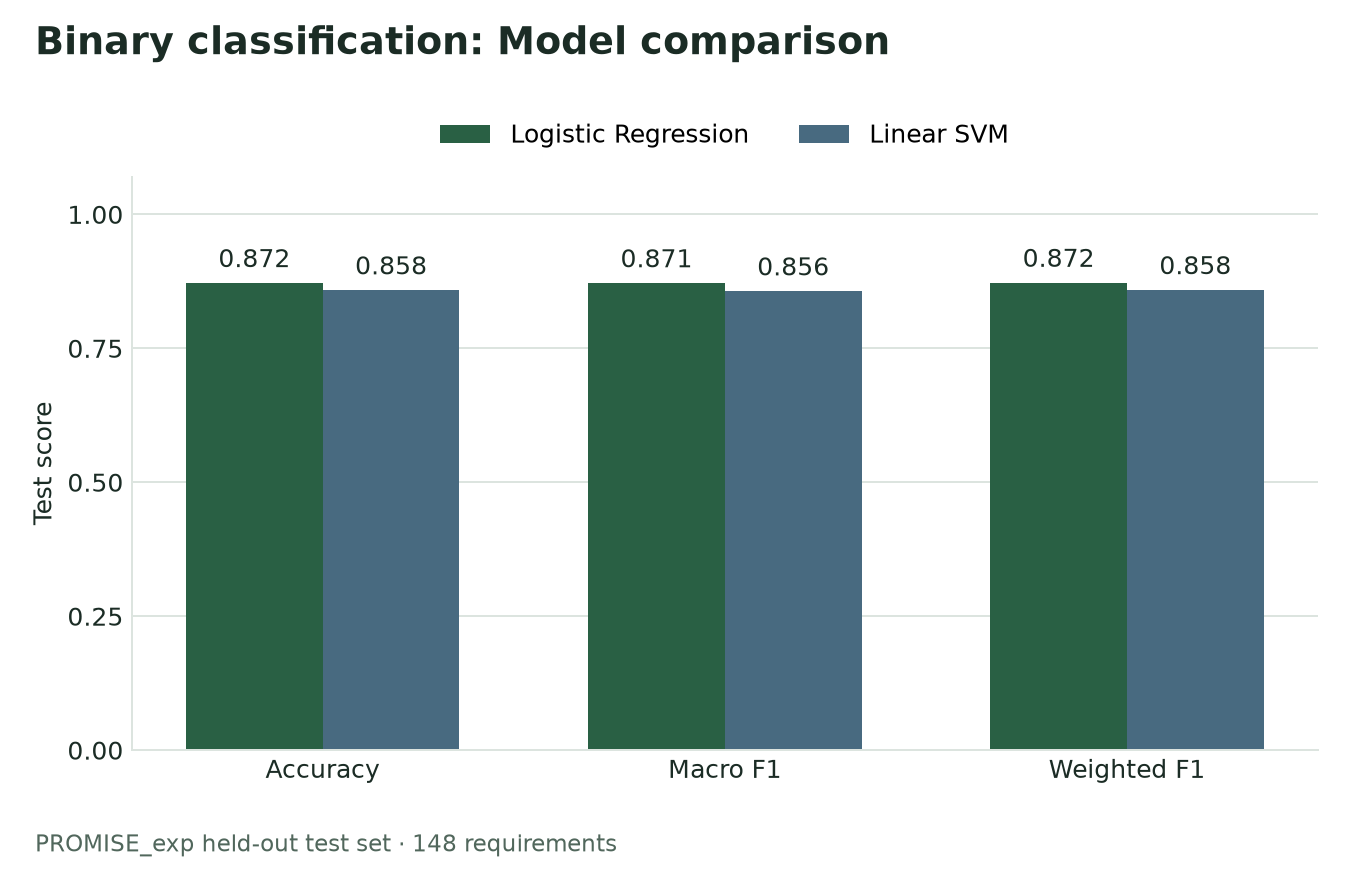 Binary classification: Model comparison
Logistic Regression Linear SVM
1.00
0.75
0.50
0.25
0.00
Test score
0.872 0.858 0.871 0.856 0.872 0.858
Accuracy Macro F1 Weighted F1
PROMISE_exp held-out test set · 148 requirements